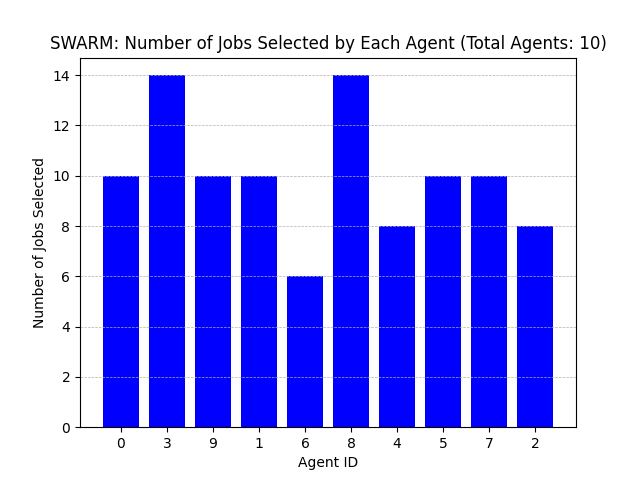 SWARM: Number of Jobs Selected by Each Agent (Total Agents: 10)
Number of Jobs Selected
14
12
10
8
6
4
2
0
0 3 9 1 6 8 4 5 7 2
Agent ID